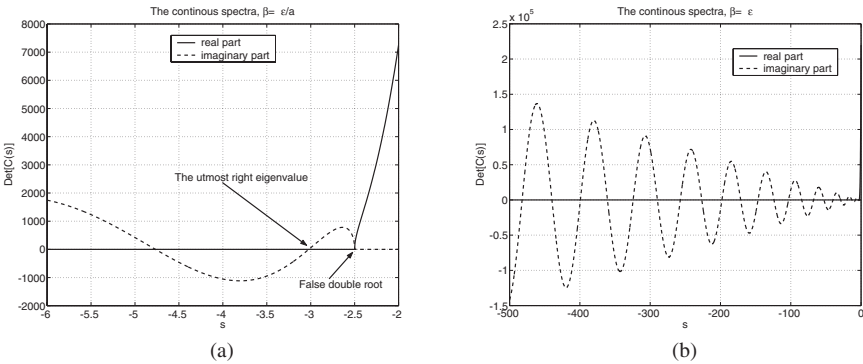 The continous spectra, β= ε/a
8000
7000
6000
5000
4000
3000
2000
1000
0
-1000
-2000
Det[C(s)]
real part
imaginary part
The utmost right eigenvalue
False double root
-6
-5.5
-5
-4.5
-4
-3.5
-3
-2.5
-2
s
(a)
The continous spectra, β= ε
x 10^5
2.5
2
1.5
1
0.5
0
-0.5
-1
-1.5
Det[C(s)]
real part
imaginary part
-500
-400
-300
-200
-100
0
s
(b)